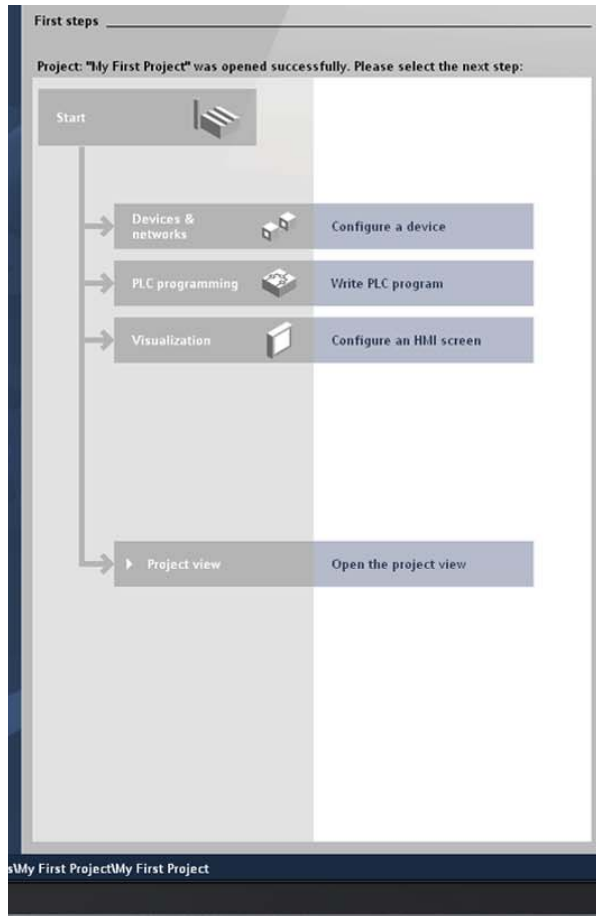 First steps
Project: "My First Project" was opened successfully. Please select the next step:
Start
Devices & networks
Configure a device
PLC programming
Write PLC program
Visualization
Configure an HMI screen
Project view
Open the project view
s\My First Project\My First Project